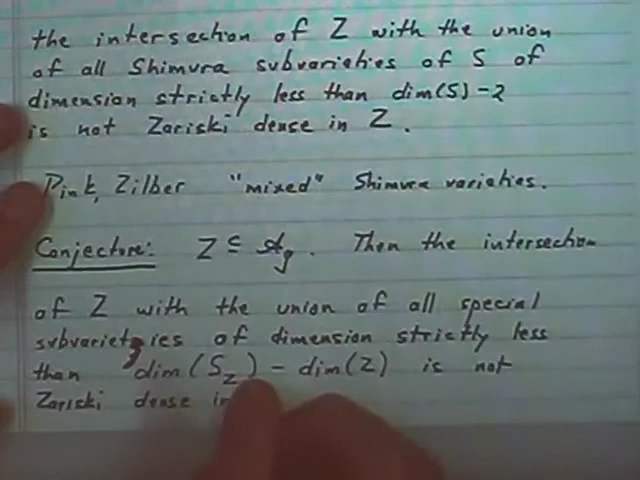 the intersection of Z with the union
of all Shimura subvarieties of S of
dimension strictly less than dim(S)-2
is not Zariski dense in Z.
Pink, Zilber "mixed" Shimura varieties.
Conjecture: Z ⊆ 𝒜g. Then the intersection
of Z with the union of all special
subvarieties of dimension strictly less
than dim(S_Z) - dim(Z) is not
Zariski dense